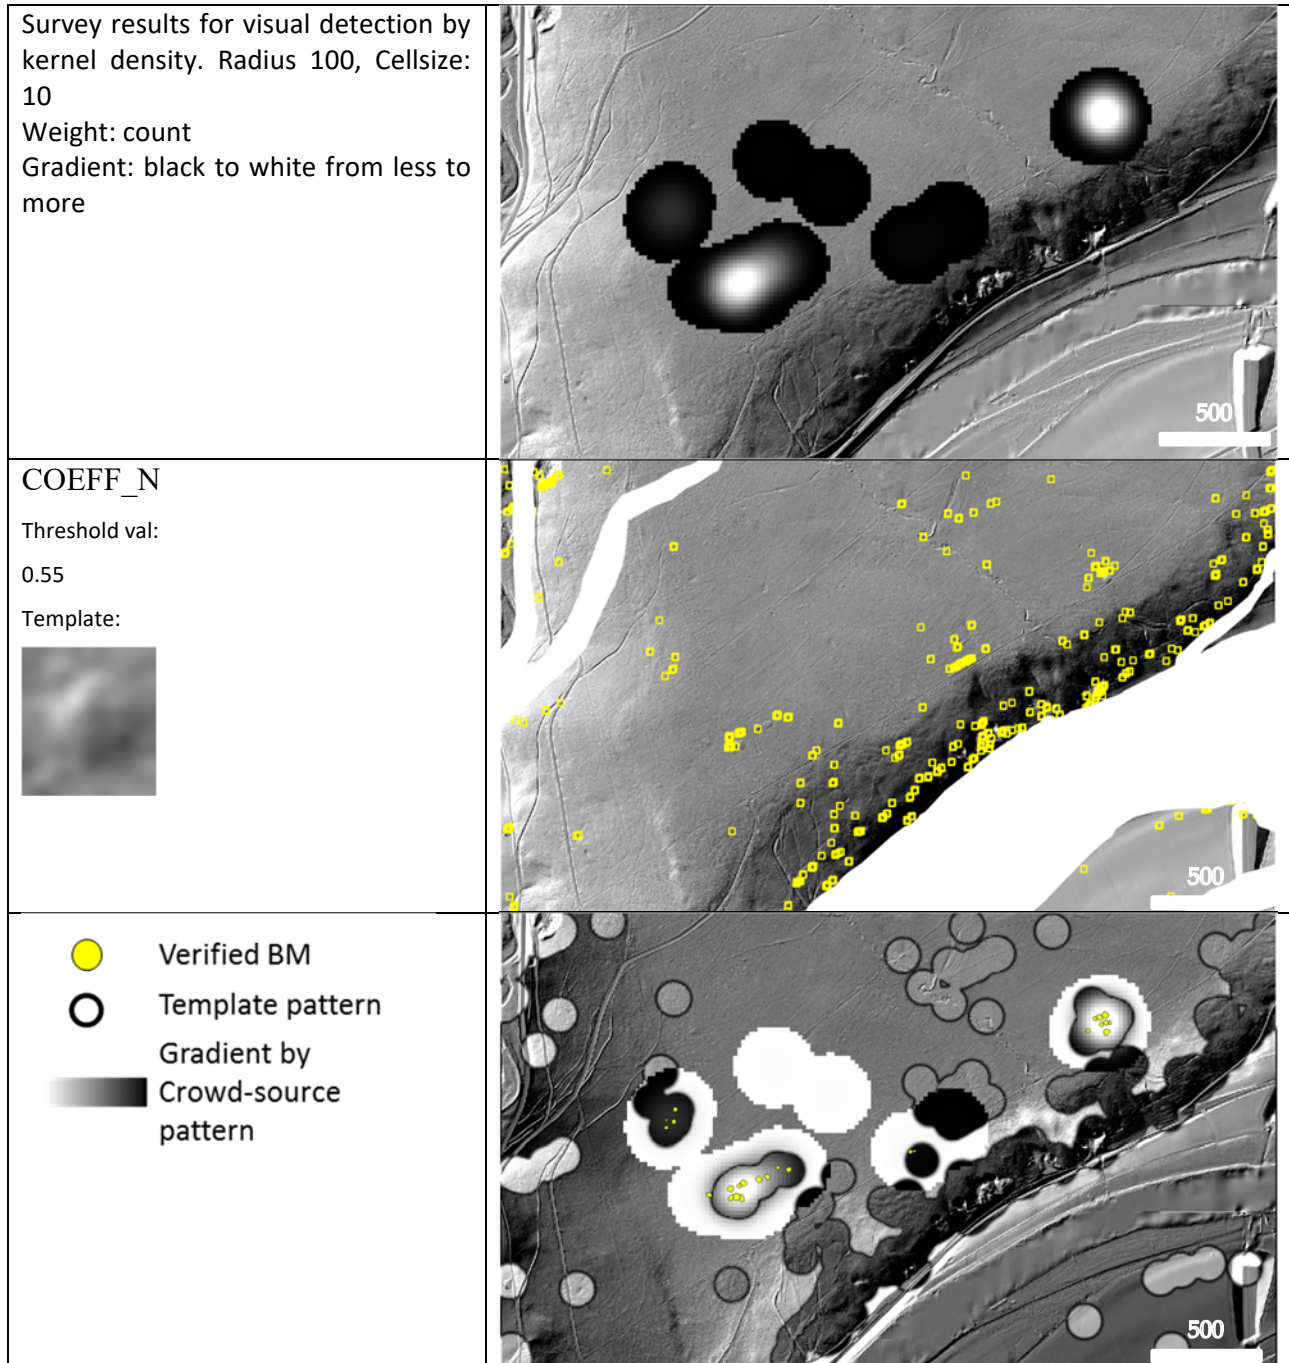 Survey results for visual detection by
kernel density. Radius 100, Cellsize:
10
Weight: count
Gradient: black to white from less to
more
500
COEFF_N
Threshold val:
0.55
Template:
500
Verified BM
Template pattern
Gradient by
Crowd-source
pattern
500